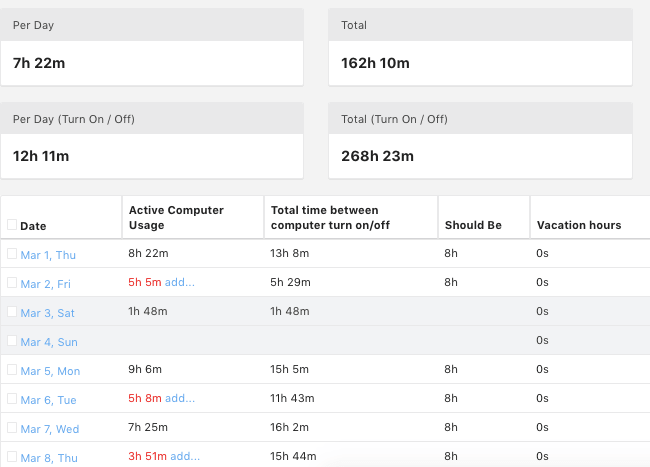 Per Day Total
7h 22m 162h 10m
Per Day (Turn On / Off) Total (Turn On / Off)
12h 11m 268h 23m
Date Active Computer Usage Total time between computer turn on/off Should Be Vacation hours
Mar 1, Thu 8h 22m 13h 8m 8h 0s
Mar 2, Fri 5h 5m add... 5h 29m 8h 0s
Mar 3, Sat 1h 48m 1h 48m 0s
Mar 4, Sun 0s
Mar 5, Mon 9h 6m 15h 5m 8h 0s
Mar 6, Tue 5h 8m add... 11h 43m 8h 0s
Mar 7, Wed 7h 25m 16h 2m 8h 0s
Mar 8, Thu 3h 51m add... 15h 44m 8h 0s